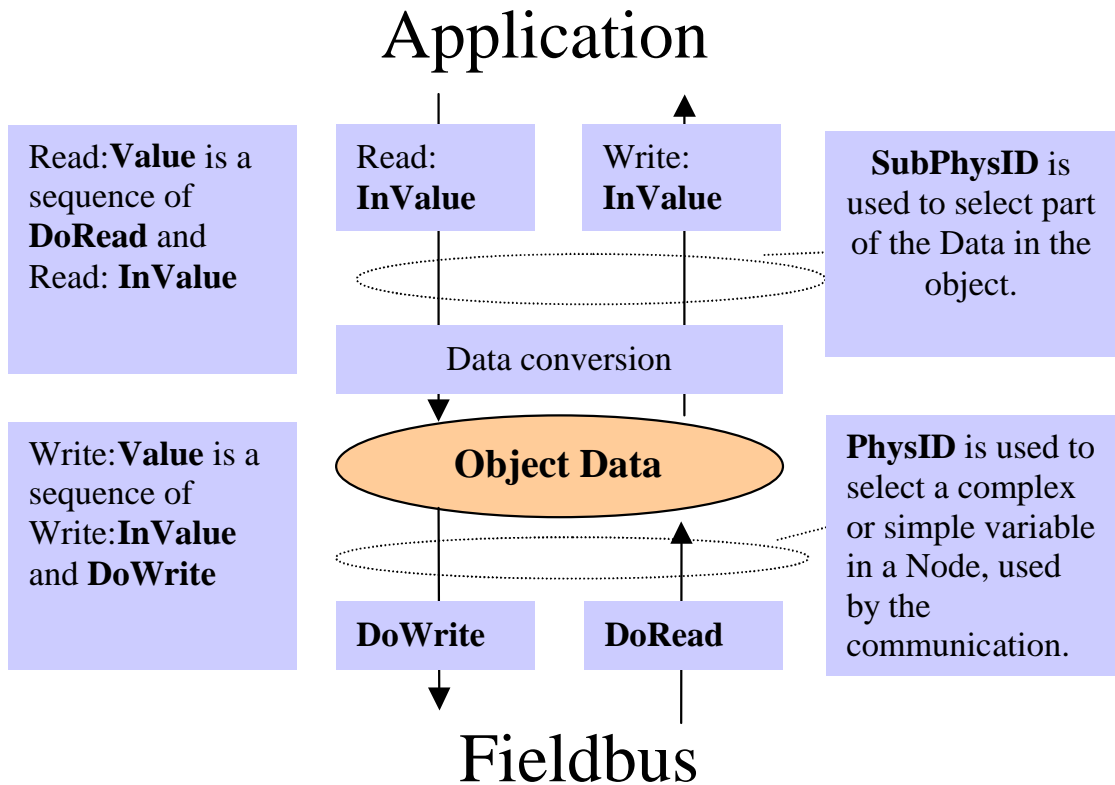 Application
Read:Value is a
sequence of
DoRead and
Read: InValue
Read:
InValue
Write:
InValue
SubPhysID is
used to select part
of the Data in the
object.
Data conversion
Write:Value is a
sequence of
Write:InValue
and DoWrite
Object Data
PhysID is used to
select a complex
or simple variable
in a Node, used
by the
communication.
DoWrite
DoRead
Fieldbus